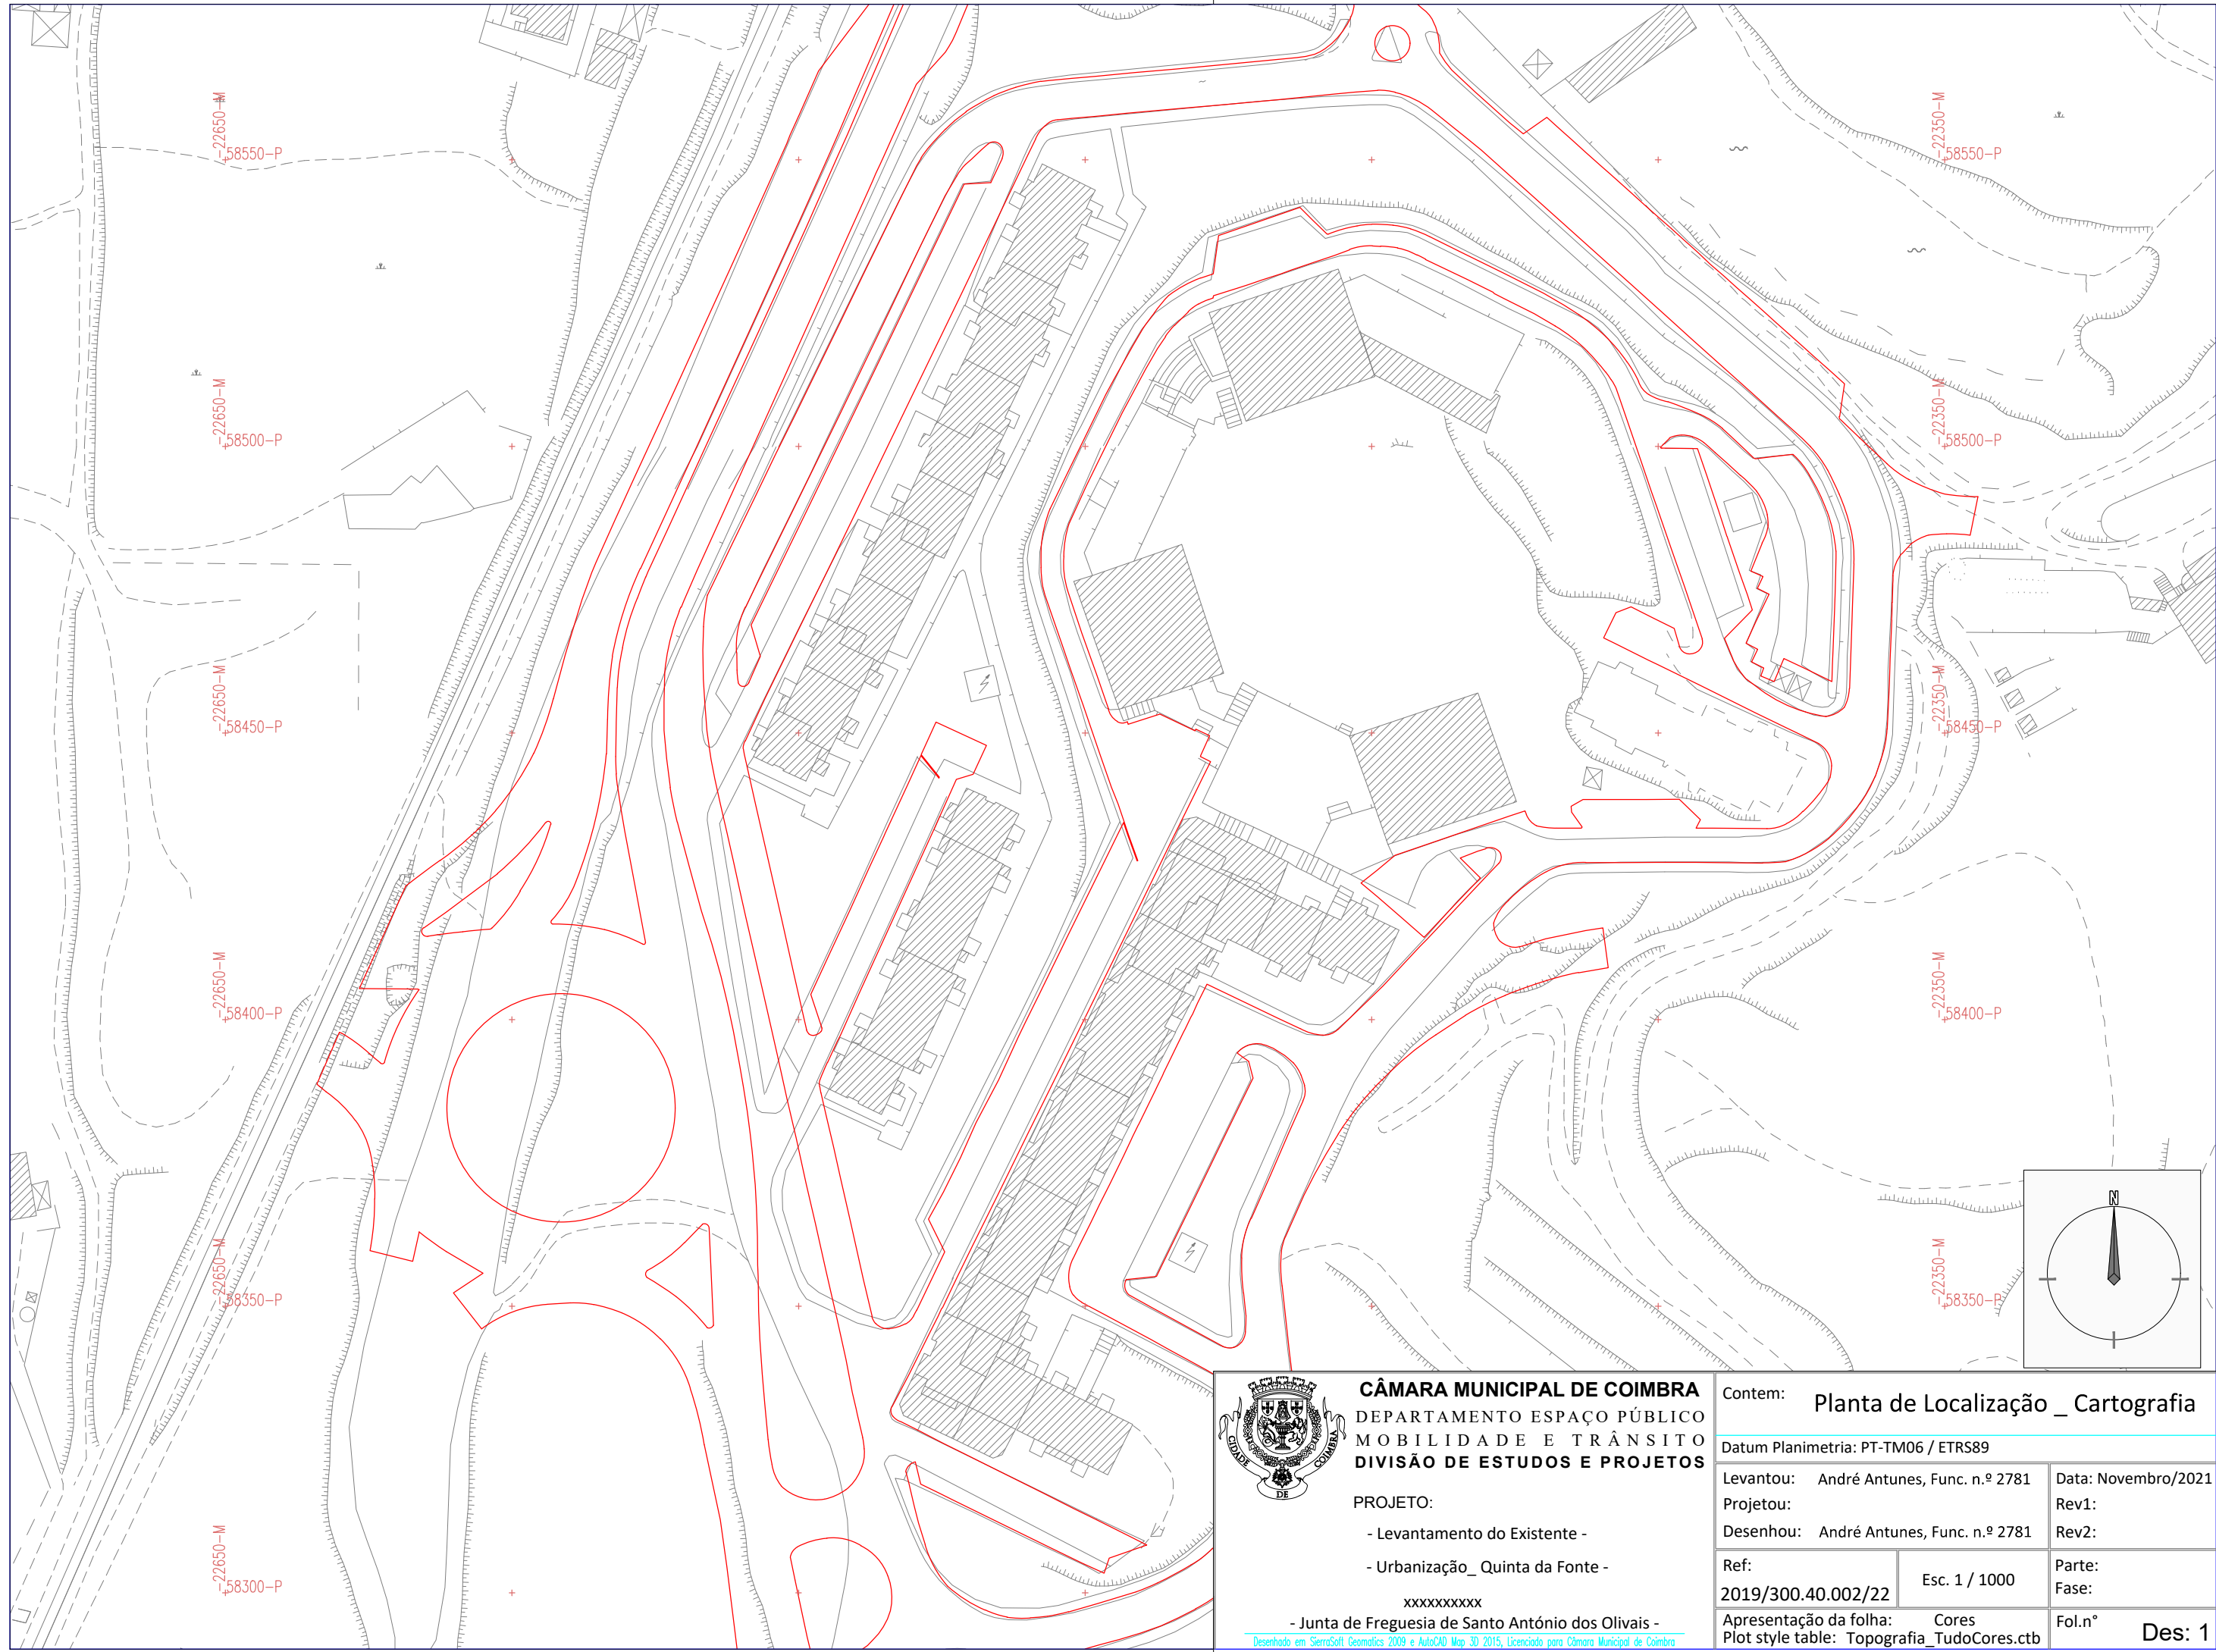 -22650-M
58550-P
-22350-M
58550-P
-22650-M
58500-P
-22350-M
58500-P
-22650-M
58450-P
-22350-M
58450-P
-22650-M
58400-P
-22350-M
58400-P
-22650-M
58350-P
-22350-M
58350-P
-22650-M
58300-P
N
CIDADE DE COIMBRA
CÂMARA MUNICIPAL DE COIMBRA
DEPARTAMENTO ESPAÇO PÚBLICO
MOBILIDADE E TRÂNSITO
DIVISÃO DE ESTUDOS E PROJETOS
PROJETO:
- Levantamento do Existente -
- Urbanização_ Quinta da Fonte -
xxxxxxxxxx
- Junta de Freguesia de Santo António dos Olivais -
Desenhado em SierraSoft Geomatics 2009 e AutoCAD Map 3D 2015, Licenciado para Câmara Municipal de Coimbra
Contem: Planta de Localização _ Cartografia
Datum Planimetria: PT-TM06 / ETRS89
Levantou: André Antunes, Func. n.º 2781
Projetou:
Desenhou: André Antunes, Func. n.º 2781
Data: Novembro/2021
Rev1:
Rev2:
Ref:
2019/300.40.002/22
Esc. 1 / 1000
Parte:
Fase:
Apresentação da folha: Cores
Plot style table: Topografia_TudoCores.ctb
Fol.n°
Des: 1